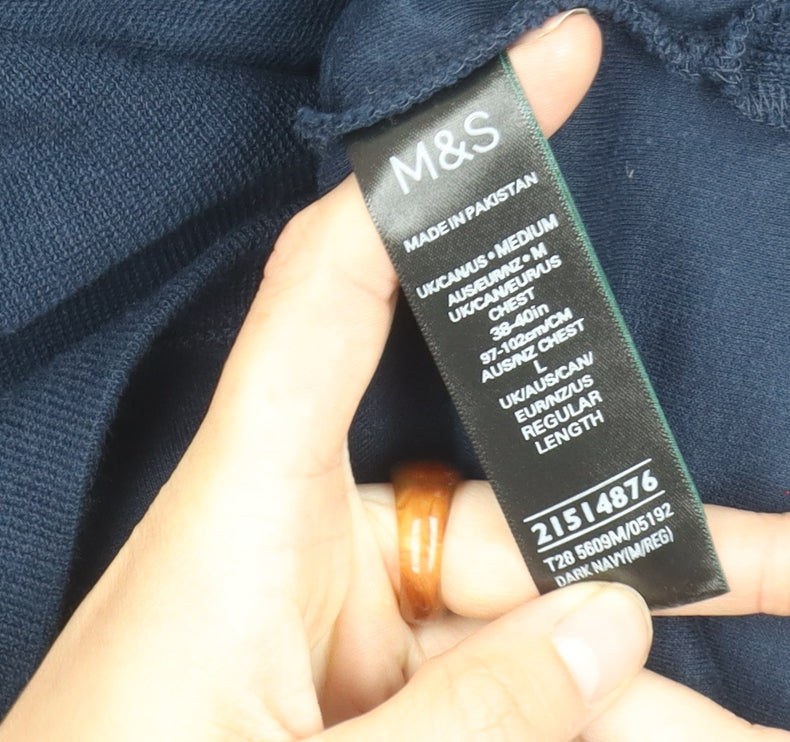 M&S
MADE IN PAKISTAN
UK/CAN/US • MEDIUM
AUS/EUR/NZ • M
UK/CAN/EUR/US
CHEST
38-40in
97-102cm/CM
AUS/NZ CHEST
L
UK/AUS/CAN/
EUR/NZ/US
REGULAR
LENGTH
21514876
T28 5609M/05192
DARK NAVY(M/REG)